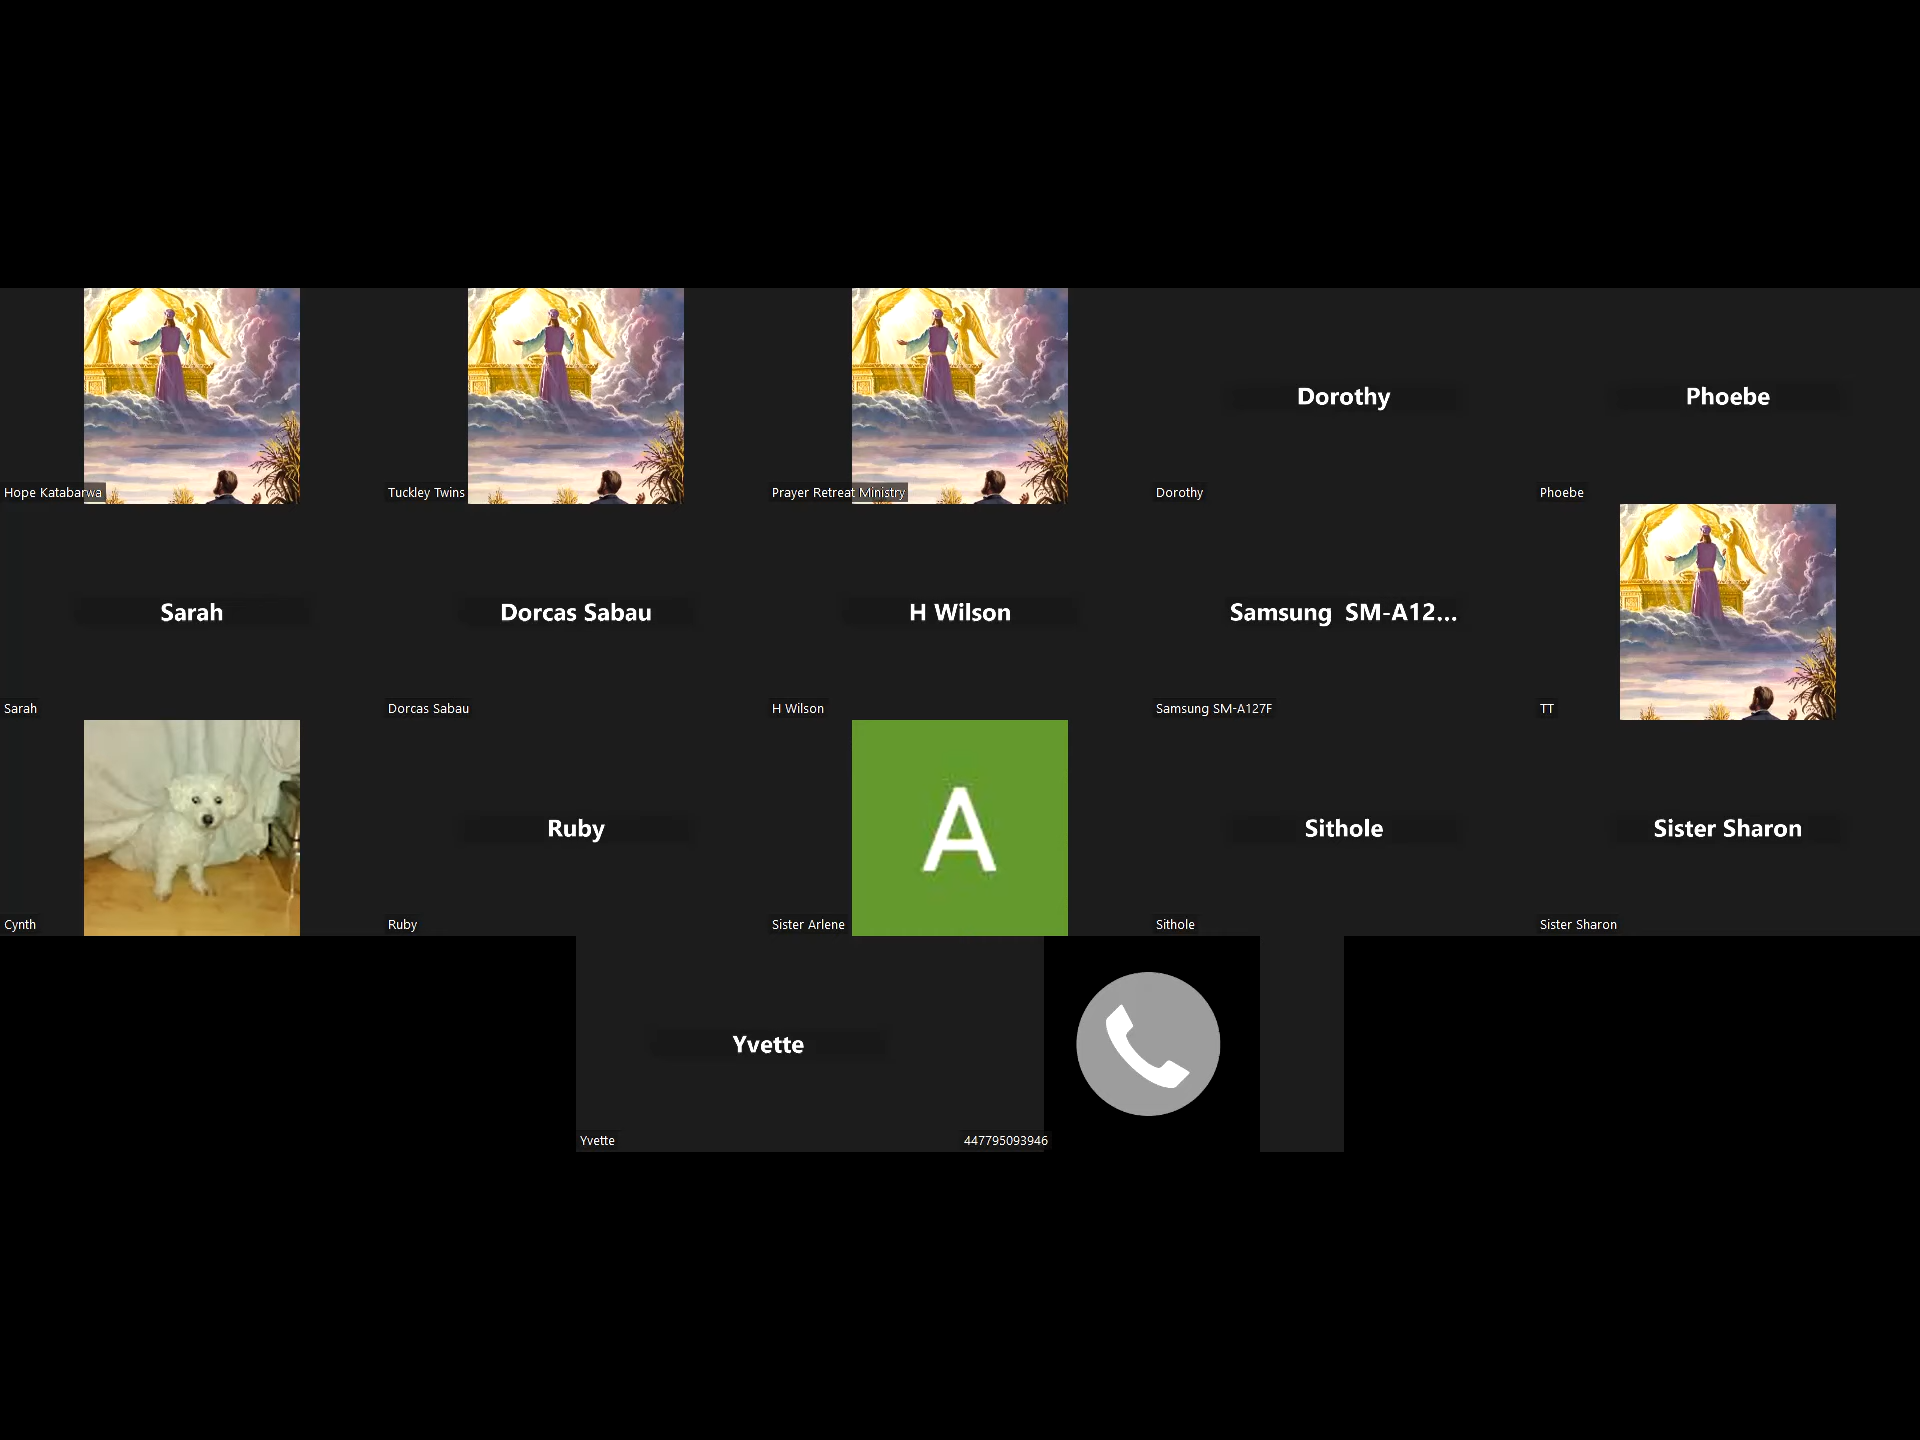 Dorothy
Phoebe
Hope Katabarwa
Tuckley Twins
Prayer Retreat Ministry
Dorothy
Phoebe
Sarah
Dorcas Sabau
H Wilson
Samsung  SM-A12...
Sarah
Dorcas Sabau
H Wilson
Samsung SM-A127F
TT
Ruby
A
Sithole
Sister Sharon
Cynth
Ruby
Sister Arlene
Sithole
Sister Sharon
Yvette
Yvette
447795093946